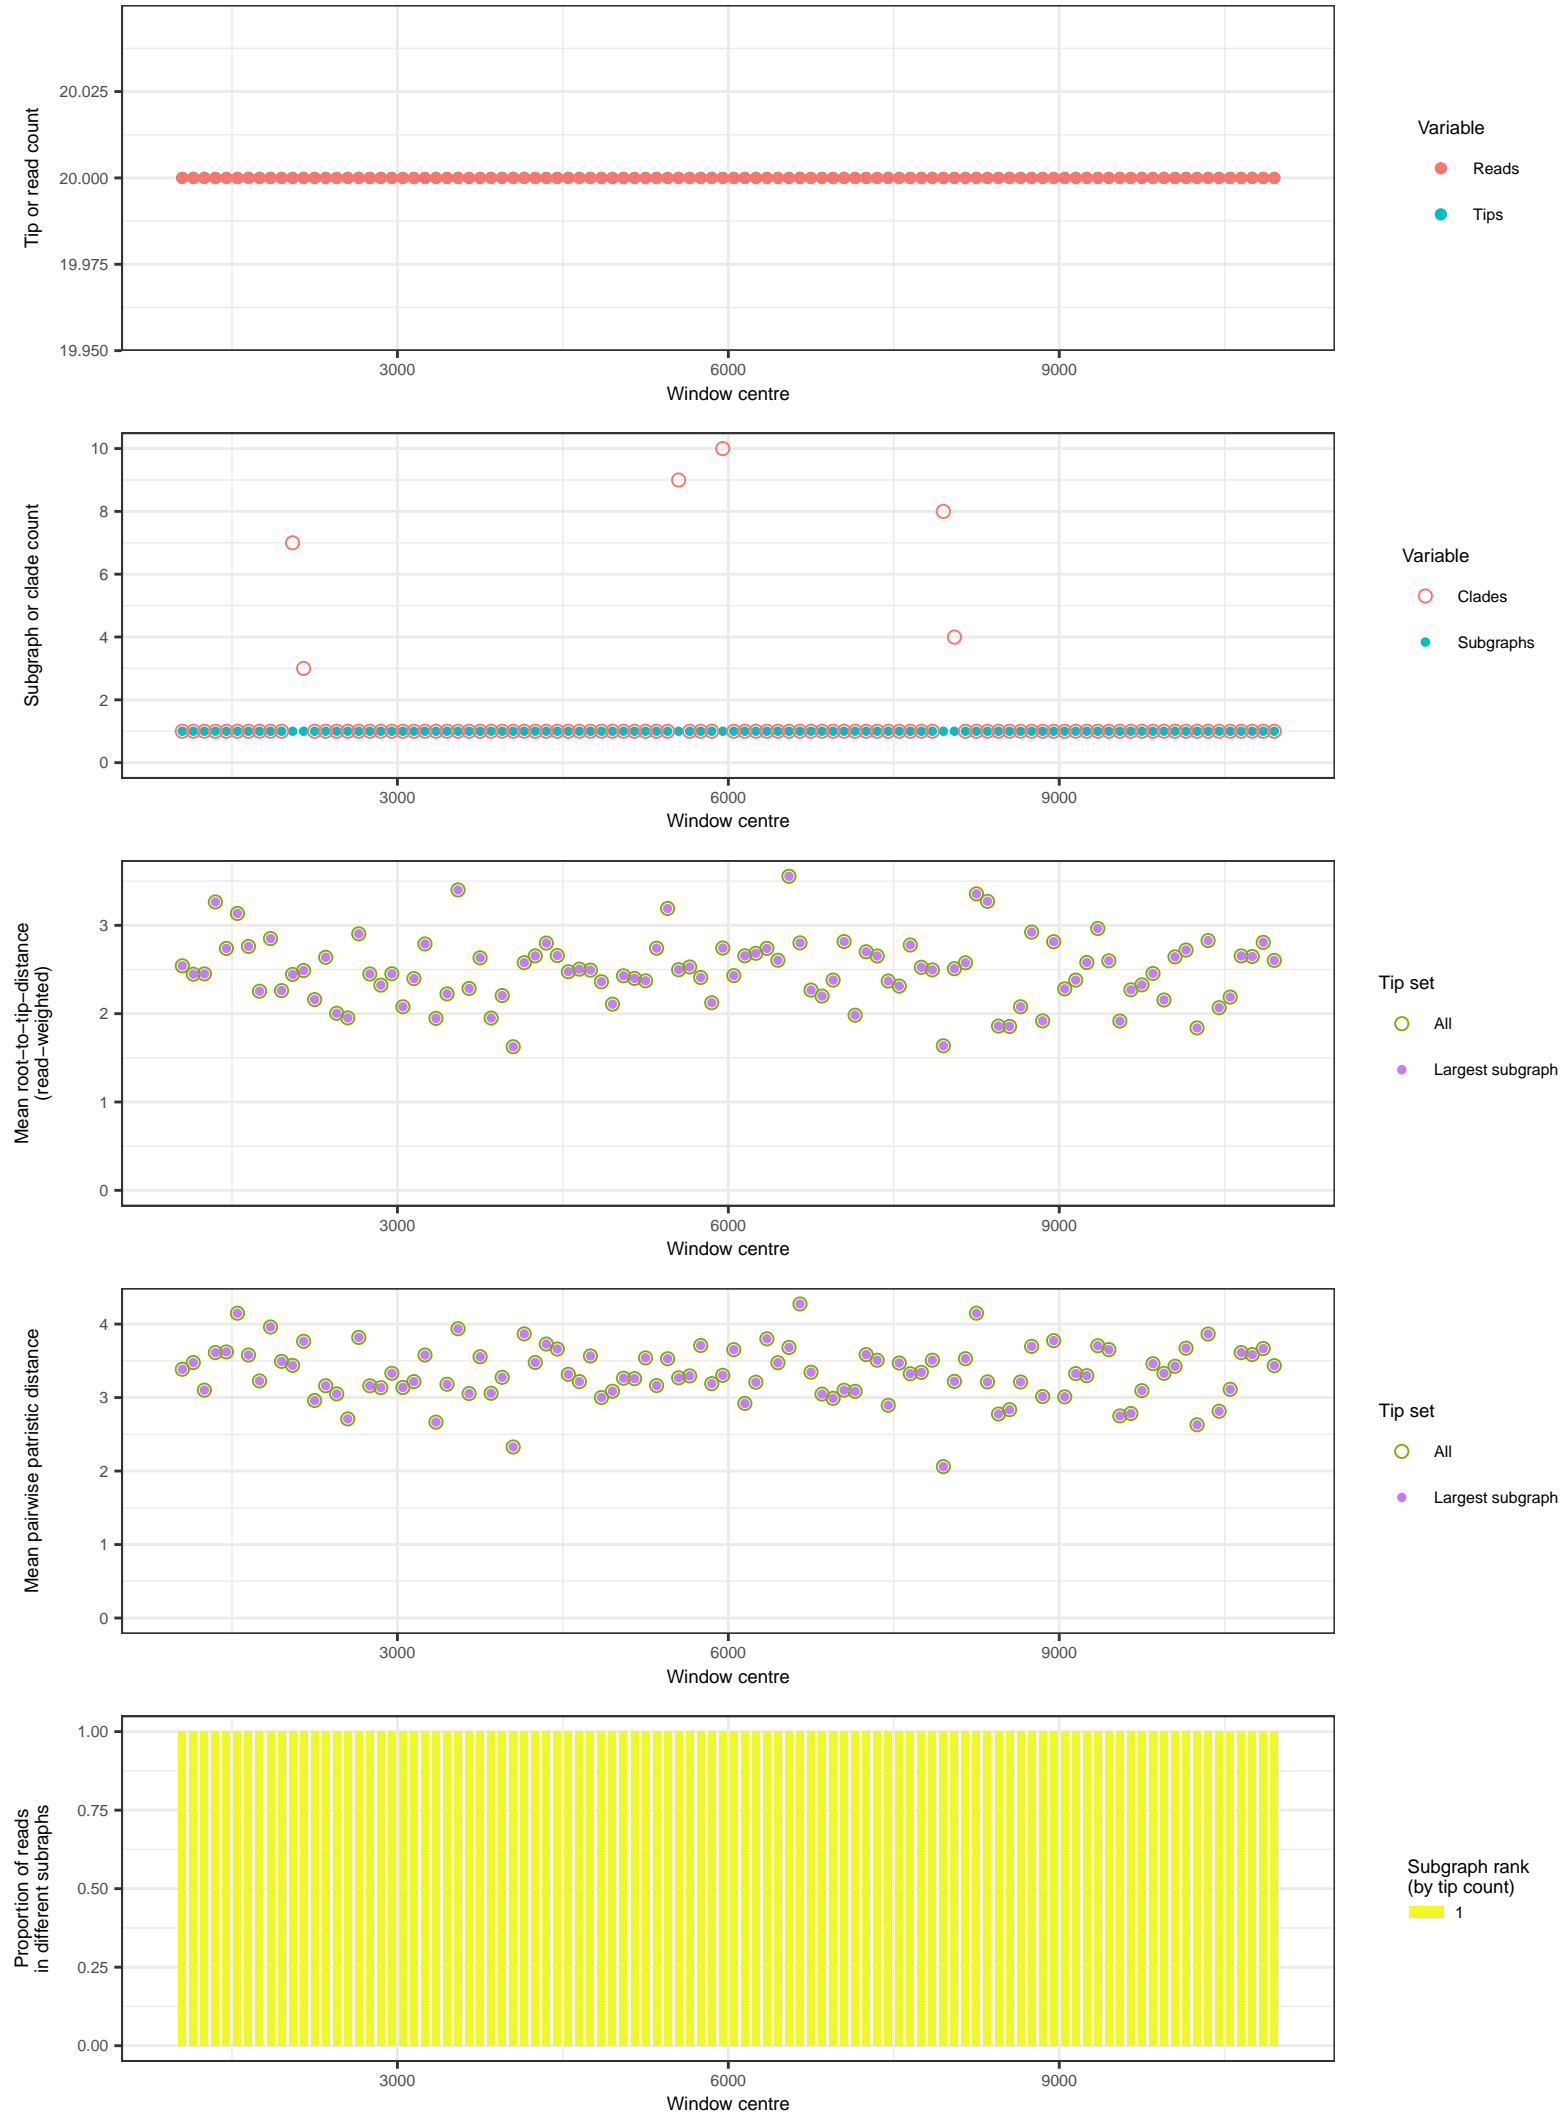 Tip or read count
20.025
20.000
19.975
19.950
3000
6000
9000
Window centre
Variable
Reads
Tips
Subgraph or clade count
10
8
6
4
2
0
3000
6000
9000
Window centre
Variable
Clades
Subgraphs
Mean root−to−tip−distance
(read−weighted)
3
2
1
0
3000
6000
9000
Window centre
Tip set
All
Largest subgraph
Mean pairwise patristic distance
4
3
2
1
0
3000
6000
9000
Window centre
Tip set
All
Largest subgraph
Proportion of reads
in different subraphs
1.00
0.75
0.50
0.25
0.00
3000
6000
9000
Window centre
Subgraph rank
(by tip count)
1